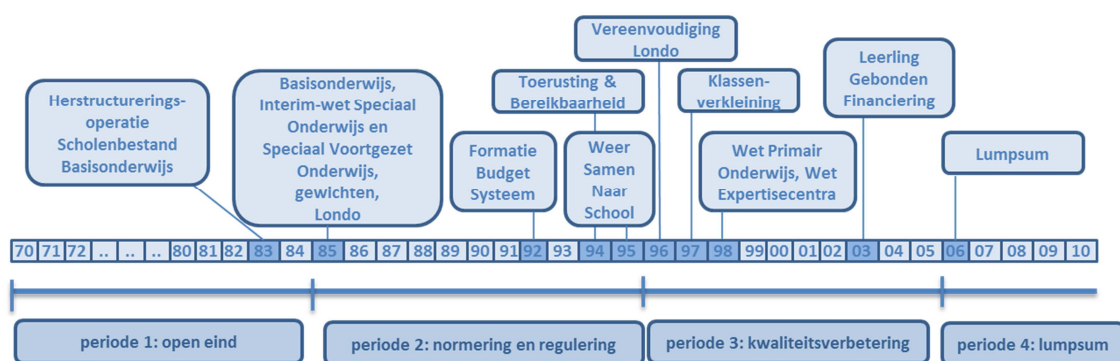 Herstructurerings-
operatie
Scholenbestand
Basisonderwijs
Basisonderwijs,
Interim-wet Speciaal
Onderwijs en
Speciaal Voortgezet
Onderwijs,
gewichten,
Londo
Formatie
Budget
Systeem
Toerusting &
Bereikbaarheid
Weer
Samen
Naar
School
Vereenvoudiging
Londo
Klassen-
verkleining
Wet Primair
Onderwijs, Wet
Expertisecentra
Leerling
Gebonden
Financiering
Lumpsum
70 71 72 .. .. .. 80 81 82 83 84 85 86 87 88 89 90 91 92 93 94 95 96 97 98 99 00 01 02 03 04 05 06 07 08 09 10
periode 1: open eind
periode 2: normering en regulering
periode 3: kwaliteitsverbetering
periode 4: lumpsum